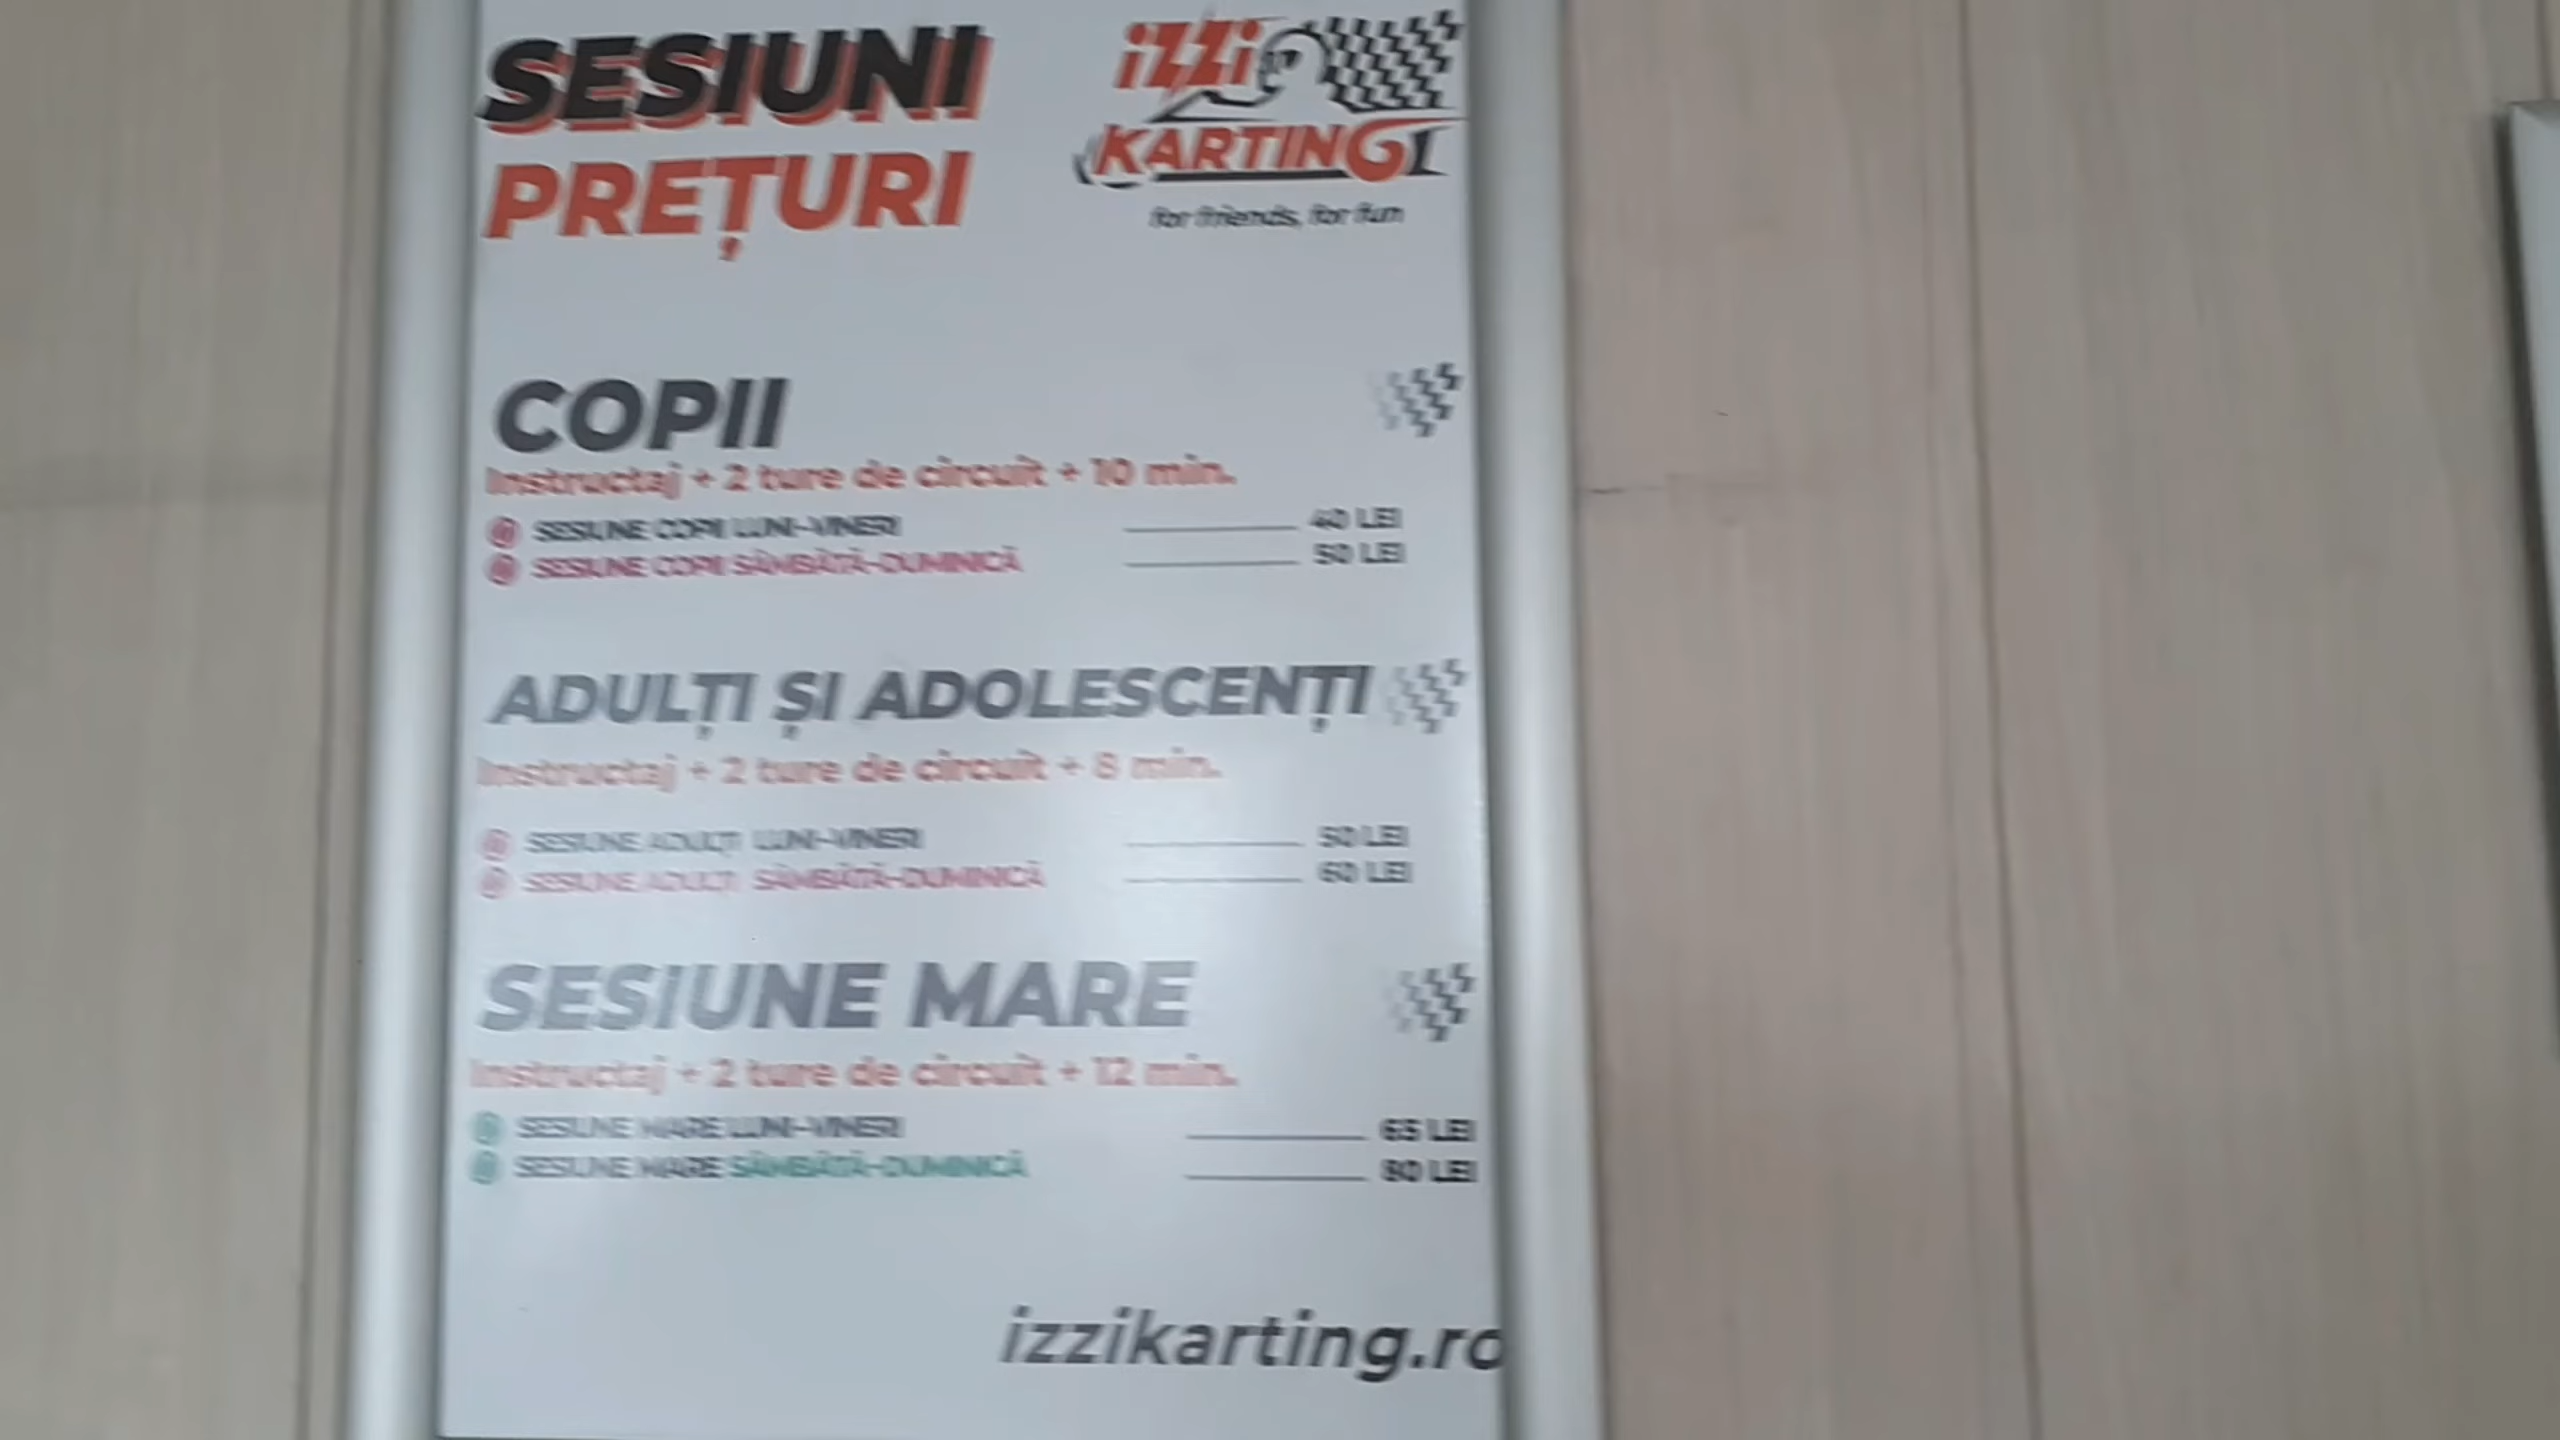 SESIUNI
PREȚURI
izzi
KARTING
for friends, for fun
COPII
Instructaj + 2 ture de circuit + 10 min.
SESIUNE COPII LUNI-VINERI 40 LEI
SESIUNE COPII SÂMBĂTĂ-DUMINICĂ 50 LEI
ADULȚI ȘI ADOLESCENȚI
Instructaj + 2 ture de circuit + 8 min.
SESIUNE ADULȚI LUNI-VINERI 50 LEI
SESIUNE ADULȚI SÂMBĂTĂ-DUMINICĂ 60 LEI
SESIUNE MARE
Instructaj + 2 ture de circuit + 12 min.
SESIUNE MARE LUNI-VINERI 65 LEI
SESIUNE MARE SÂMBĂTĂ-DUMINICĂ 80 LEI
izzikarting.ro